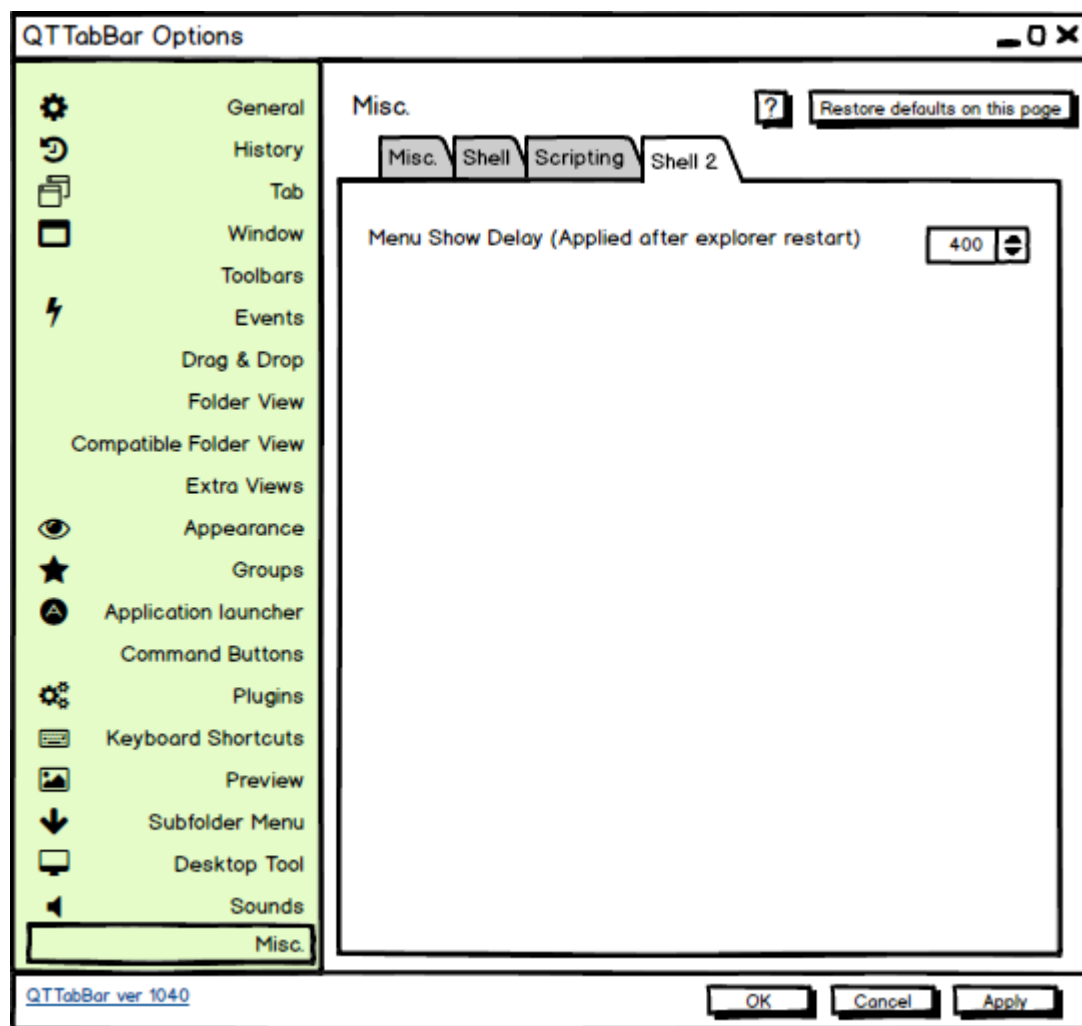 QTTabBar Options
General
History
Tab
Window
Toolbars
Events
Drag & Drop
Folder View
Compatible Folder View
Extra Views
Appearance
Groups
Application launcher
Command Buttons
Plugins
Keyboard Shortcuts
Preview
Subfolder Menu
Desktop Tool
Sounds
Misc.
Misc.
?
Restore defaults on this page
Misc. Shell Scripting Shell 2
Menu Show Delay (Applied after explorer restart) 400
QTTabBar ver 1040
OK Cancel Apply